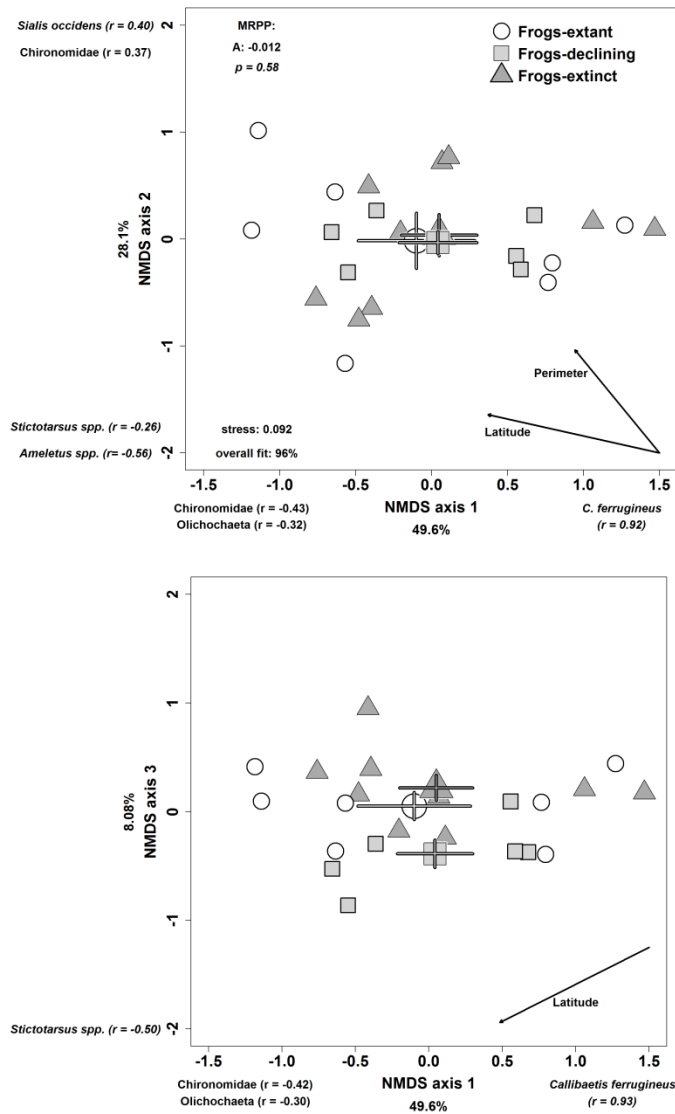 Sialis occidens (r = 0.40)
Chironomidae (r = 0.37)
MRPP:
A: -0.012
p = 0.58
Frogs-extant
Frogs-declining
Frogs-extinct
2
1
0
-1
-2
28.1%
NMDS axis 2
Perimeter
Latitude
Stictotarsus spp. (r = -0.26)
Ameletus spp. (r= -0.56)
stress: 0.092
overall fit: 96%
-1.5 -1.0 -0.5 0.0 0.5 1.0 1.5
Chironomidae (r = -0.43)
Olichochaeta (r = -0.32)
NMDS axis 1
49.6%
C. ferrugineus
(r = 0.92)
2
1
0
-1
-2
8.08%
NMDS axis 3
Latitude
Stictotarsus spp. (r = -0.50)
-1.5 -1.0 -0.5 0.0 0.5 1.0 1.5
Chironomidae (r = -0.42)
Olichochaeta (r = -0.30)
NMDS axis 1
49.6%
Callibaetis ferrugineus
(r = 0.93)